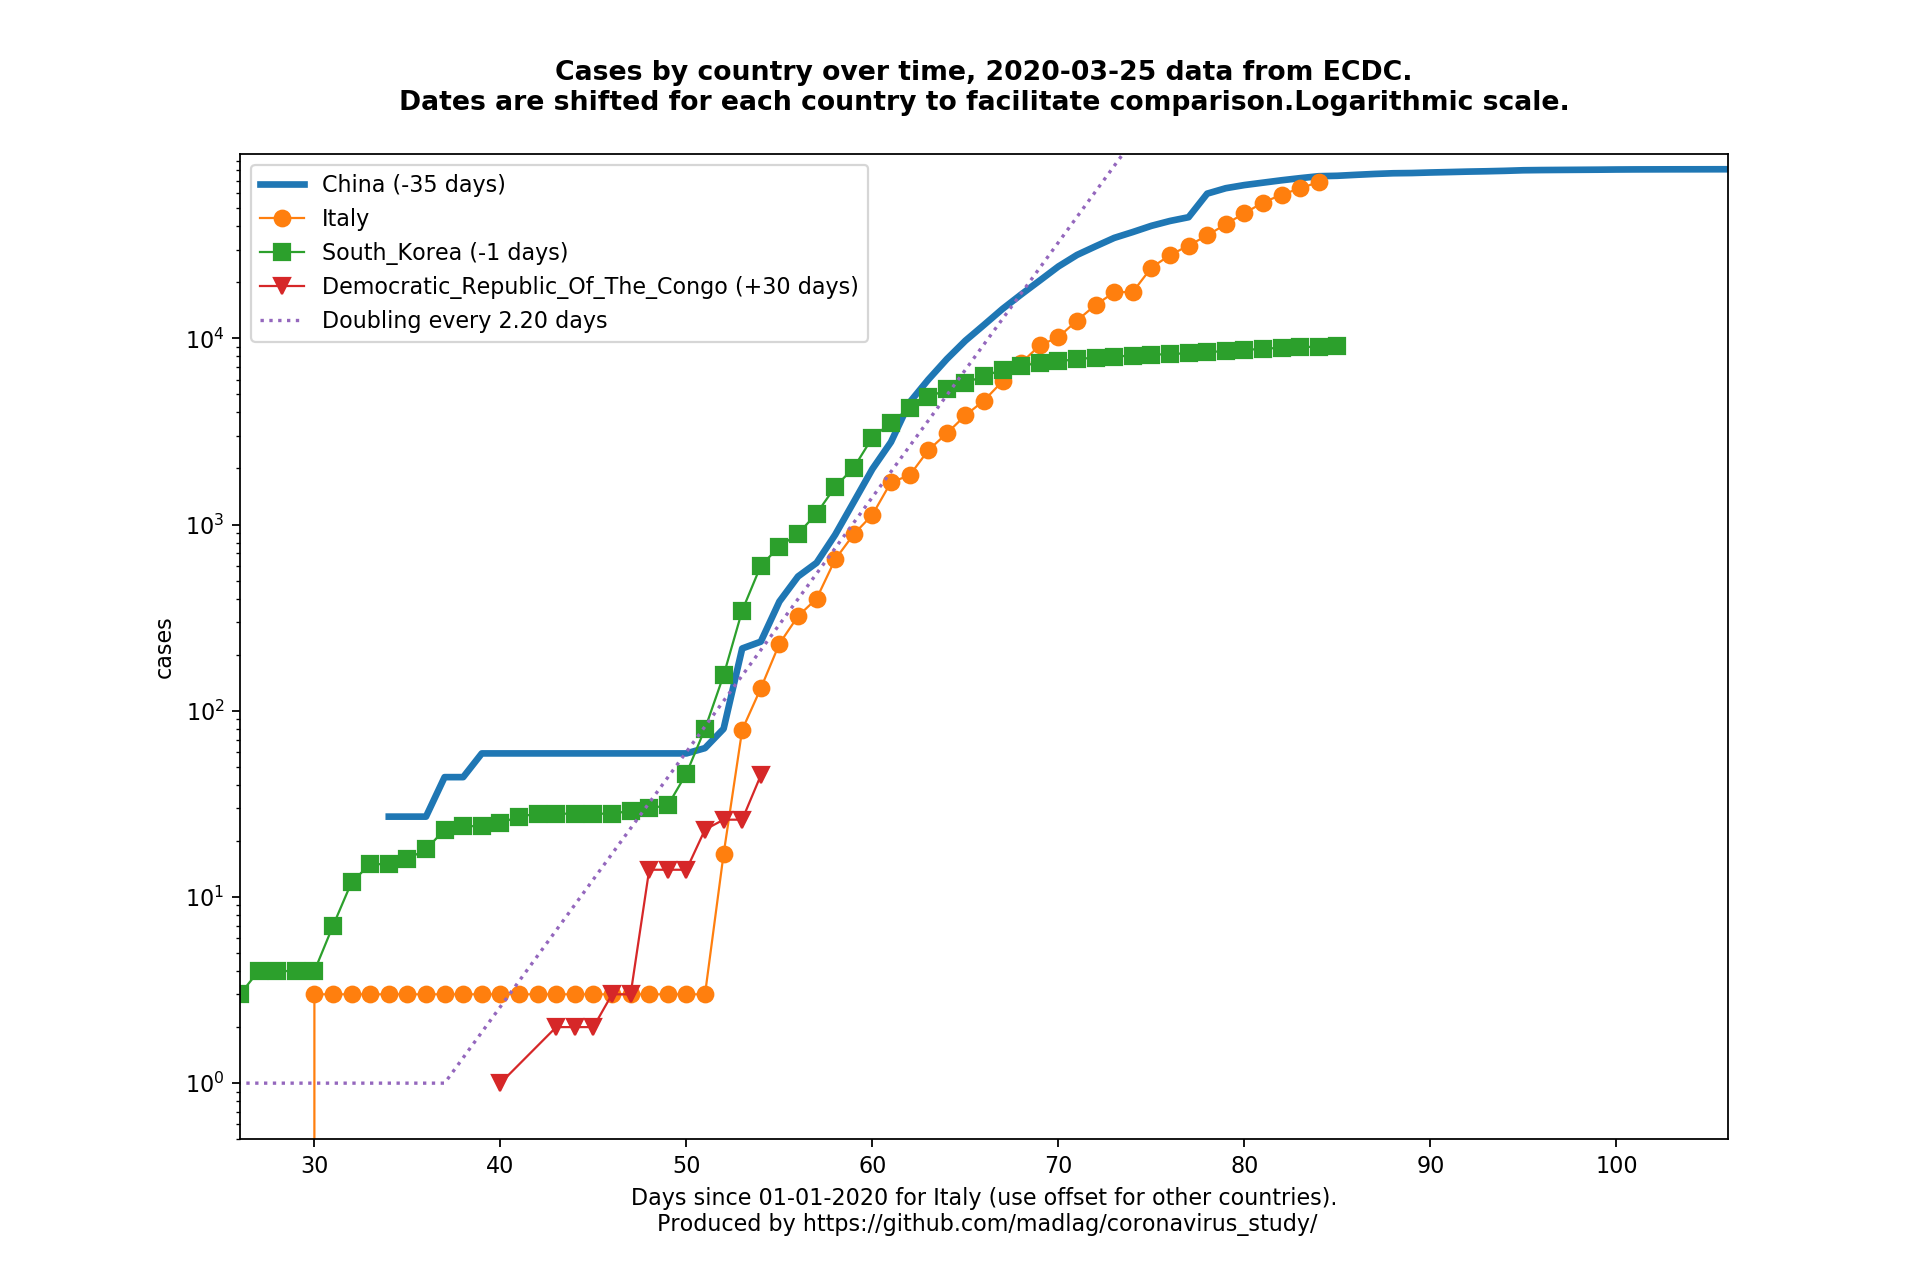 Cases by country over time, 2020-03-25 data from ECDC.
Dates are shifted for each country to facilitate comparison.Logarithmic scale.
China (-35 days)
Italy
South_Korea (-1 days)
Democratic_Republic_Of_The_Congo (+30 days)
Doubling every 2.20 days
10^4
10^3
10^2
10^1
10^0
cases
30 40 50 60 70 80 90 100
Days since 01-01-2020 for Italy (use offset for other countries).
Produced by https://github.com/madlag/coronavirus_study/